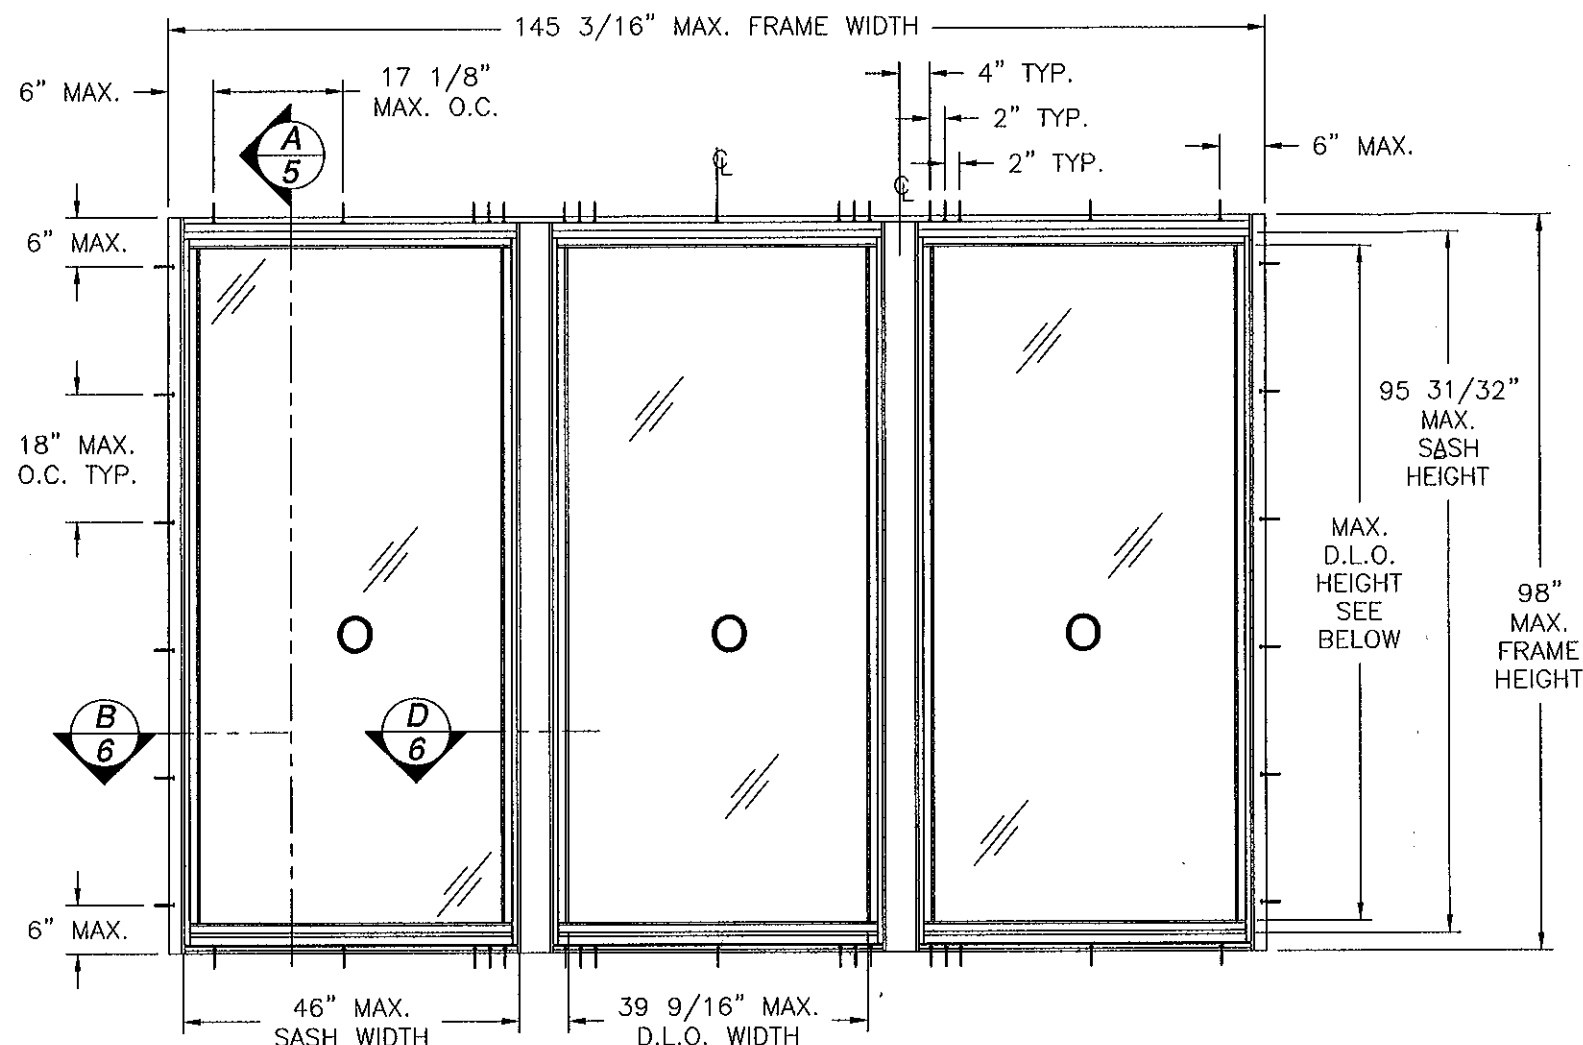 145 3/16" MAX. FRAME WIDTH
6" MAX.
17 1/8"
MAX. O.C.
4" TYP.
2" TYP.
2" TYP.
6" MAX.
A
5
CL
CL
6" MAX.
18" MAX.
O.C. TYP.
95 31/32"
MAX.
SASH
HEIGHT
MAX.
D.L.O.
HEIGHT
SEE
BELOW
98"
MAX.
FRAME
HEIGHT
O
O
O
B
6
D
6
6" MAX.
46" MAX.
SASH WIDTH
39 9/16" MAX.
D.L.O. WIDTH